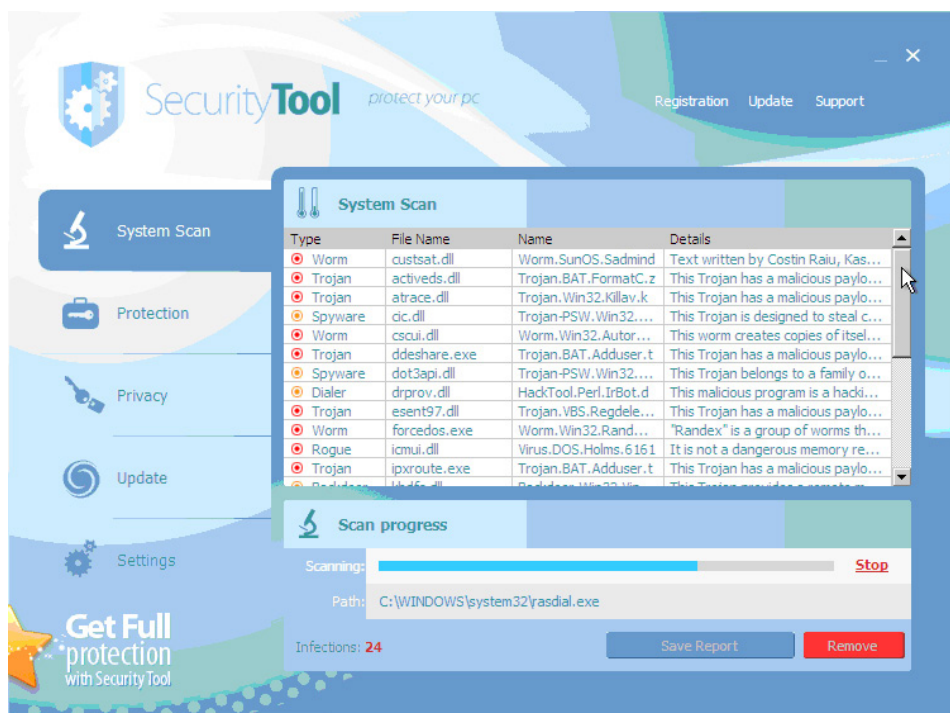 SecurityTool protect your pc
Registration Update Support
System Scan
Protection
Privacy
Update
Settings
Get Full
protection
with Security Tool
System Scan
Type File Name Name Details
Worm custsat.dll Worm.SunOS.Sadmind Text written by Costin Raiu, Kas...
Trojan activeds.dll Trojan.BAT.FormatC.z This Trojan has a malicious paylo...
Trojan atrace.dll Trojan.Win32.Killav.k This Trojan has a malicious paylo...
Spyware cic.dll Trojan-PSW.Win32.... This Trojan is designed to steal c...
Worm cscui.dll Worm.Win32.Autor... This worm creates copies of itsel...
Trojan ddeshare.exe Trojan.BAT.Adduser.t This Trojan has a malicious paylo...
Spyware dot3api.dll Trojan-PSW.Win32.... This Trojan belongs to a family o...
Dialer drprov.dll HackTool.Perl.IrBot.d This malicious program is a hacki...
Trojan esent97.dll Trojan.VBS.Regdele... This Trojan has a malicious paylo...
Worm forcedos.exe Worm.Win32.Rand... "Randex" is a group of worms th...
Rogue icmui.dll Virus.DOS.Holms.6161 It is not a dangerous memory re...
Trojan ipxroute.exe Trojan.BAT.Adduser.t This Trojan has a malicious paylo...
Scan progress
Scanning: Stop
Path: C:\WINDOWS\system32\rasdial.exe
Infections: 24 Save Report Remove